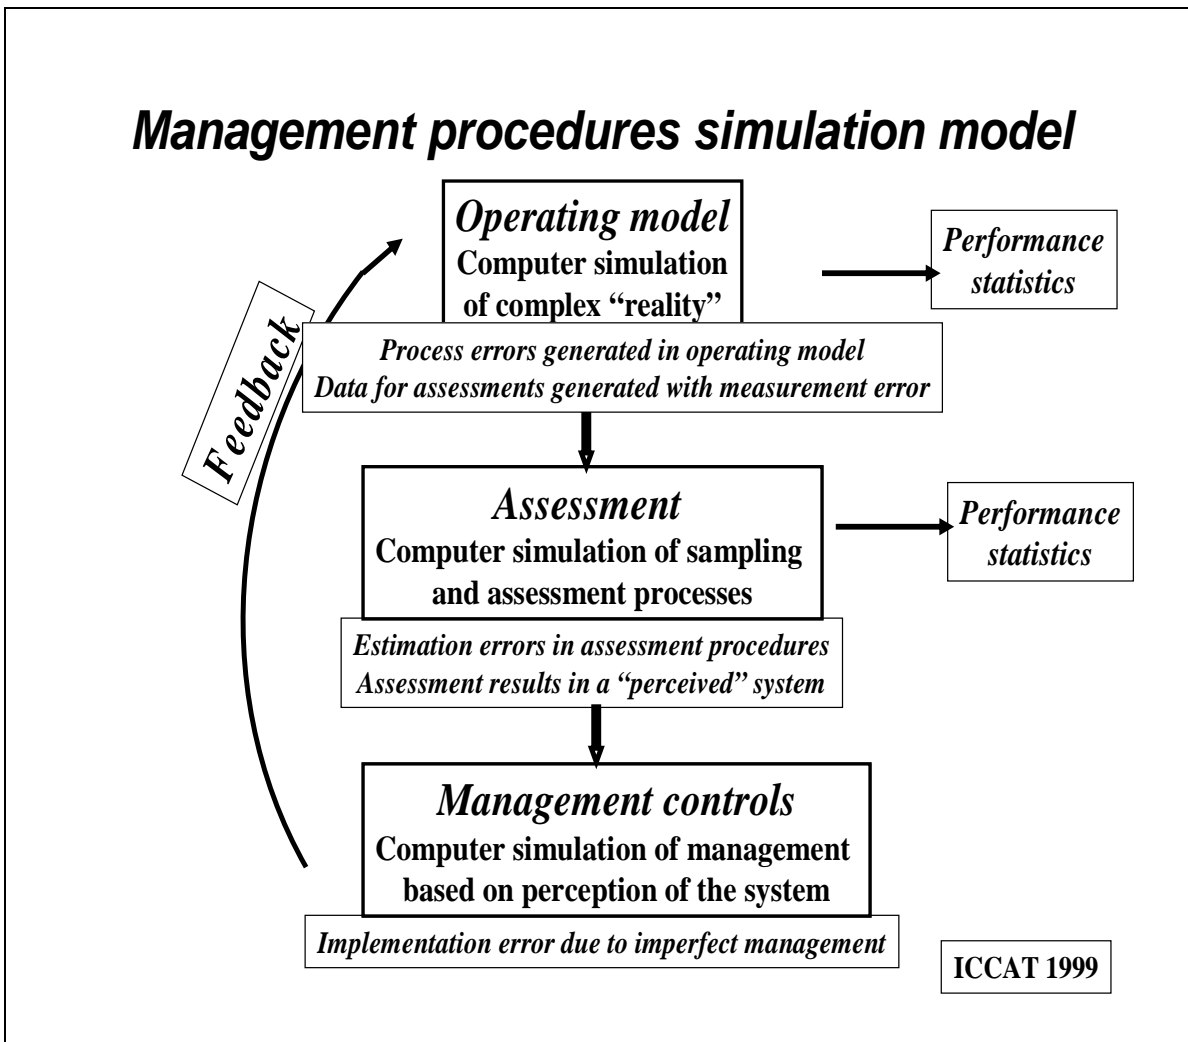 Management procedures simulation model
Operating model
Computer simulation
of complex “reality”
Process errors generated in operating model
Data for assessments generated with measurement error
Performance
statistics
Feedback
Assessment
Computer simulation of sampling
and assessment processes
Estimation errors in assessment procedures
Assessment results in a “perceived” system
Performance
statistics
Management controls
Computer simulation of management
based on perception of the system
Implementation error due to imperfect management
ICCAT 1999